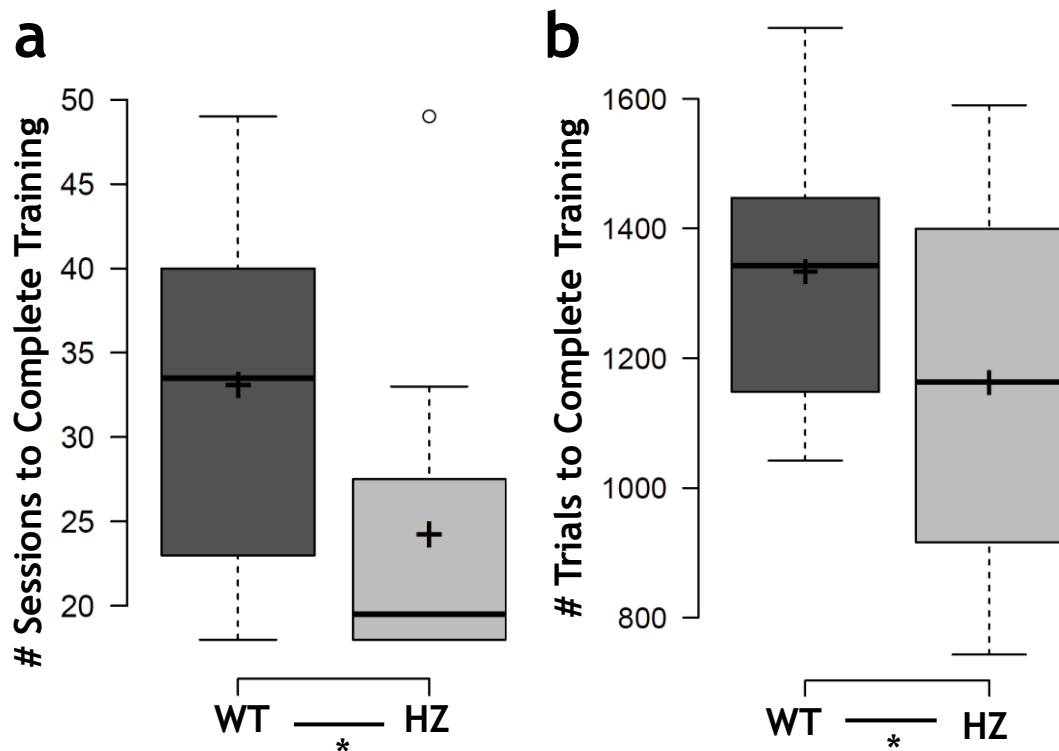 a
# Sessions to Complete Training
50
45
40
35
30
25
20
WT HZ
*
b
# Trials to Complete Training
1600
1400
1200
1000
800
WT HZ
*